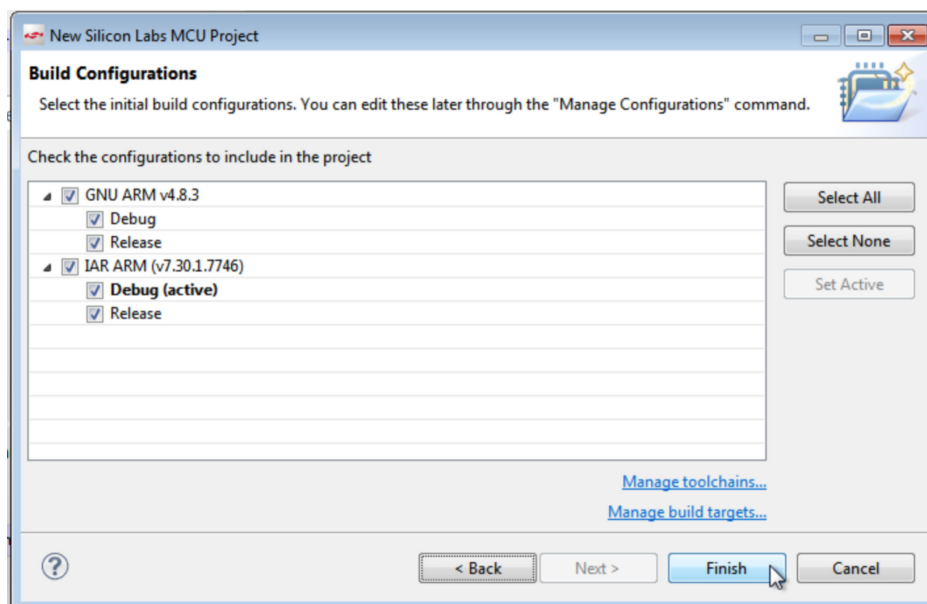 New Silicon Labs MCU Project
Build Configurations
Select the initial build configurations. You can edit these later through the "Manage Configurations" command.
Check the configurations to include in the project
GNU ARM v4.8.3
Debug
Release
IAR ARM (v7.30.1.7746)
Debug (active)
Release
Select All
Select None
Set Active
Manage toolchains...
Manage build targets...
?
< Back
Next >
Finish
Cancel